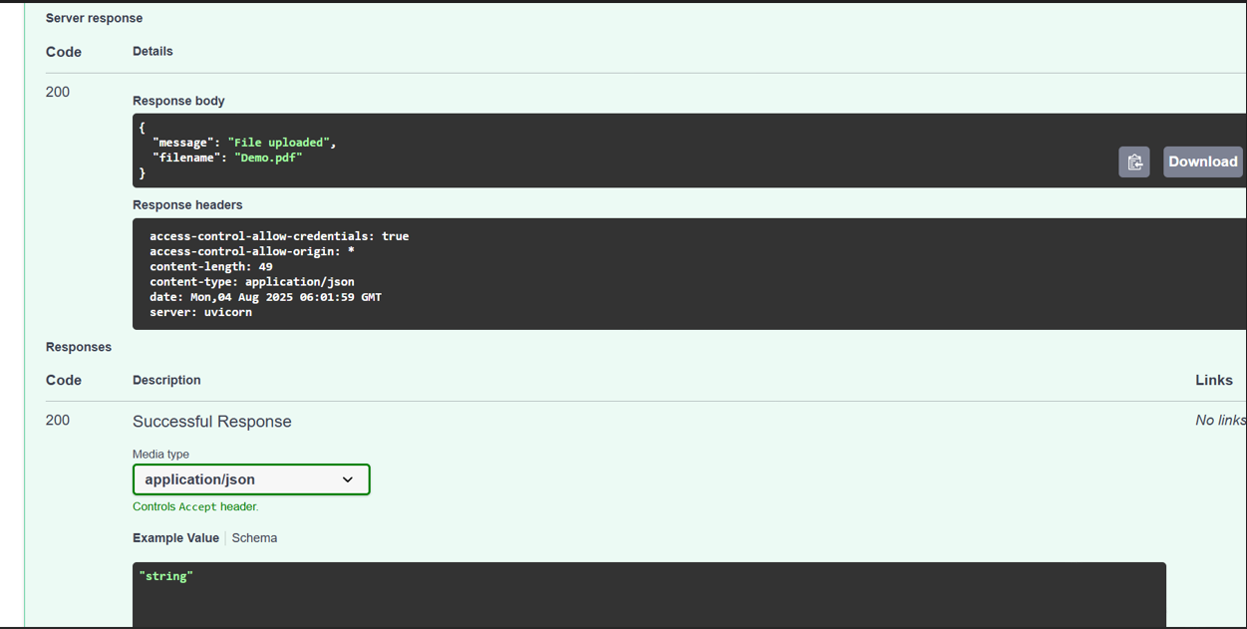 Server response
Code Details
200
Response body
{
  "message": "File uploaded",
  "filename": "Demo.pdf"
}
Download
Response headers
access-control-allow-credentials: true
access-control-allow-origin: *
content-length: 49
content-type: application/json
date: Mon,04 Aug 2025 06:01:59 GMT
server: uvicorn
Responses
Code Description Links
200 Successful Response No links
Media type
application/json
Controls Accept header.
Example Value Schema
"string"